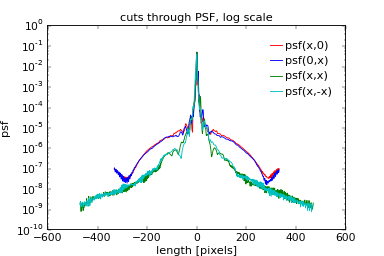 cuts through PSF, log scale
10^0
10^-1
10^-2
10^-3
10^-4
10^-5
10^-6
10^-7
10^-8
10^-9
10^-10
psf
psf(x,0)
psf(0,x)
psf(x,x)
psf(x,-x)
−600 −400 −200 0 200 400 600
length [pixels]